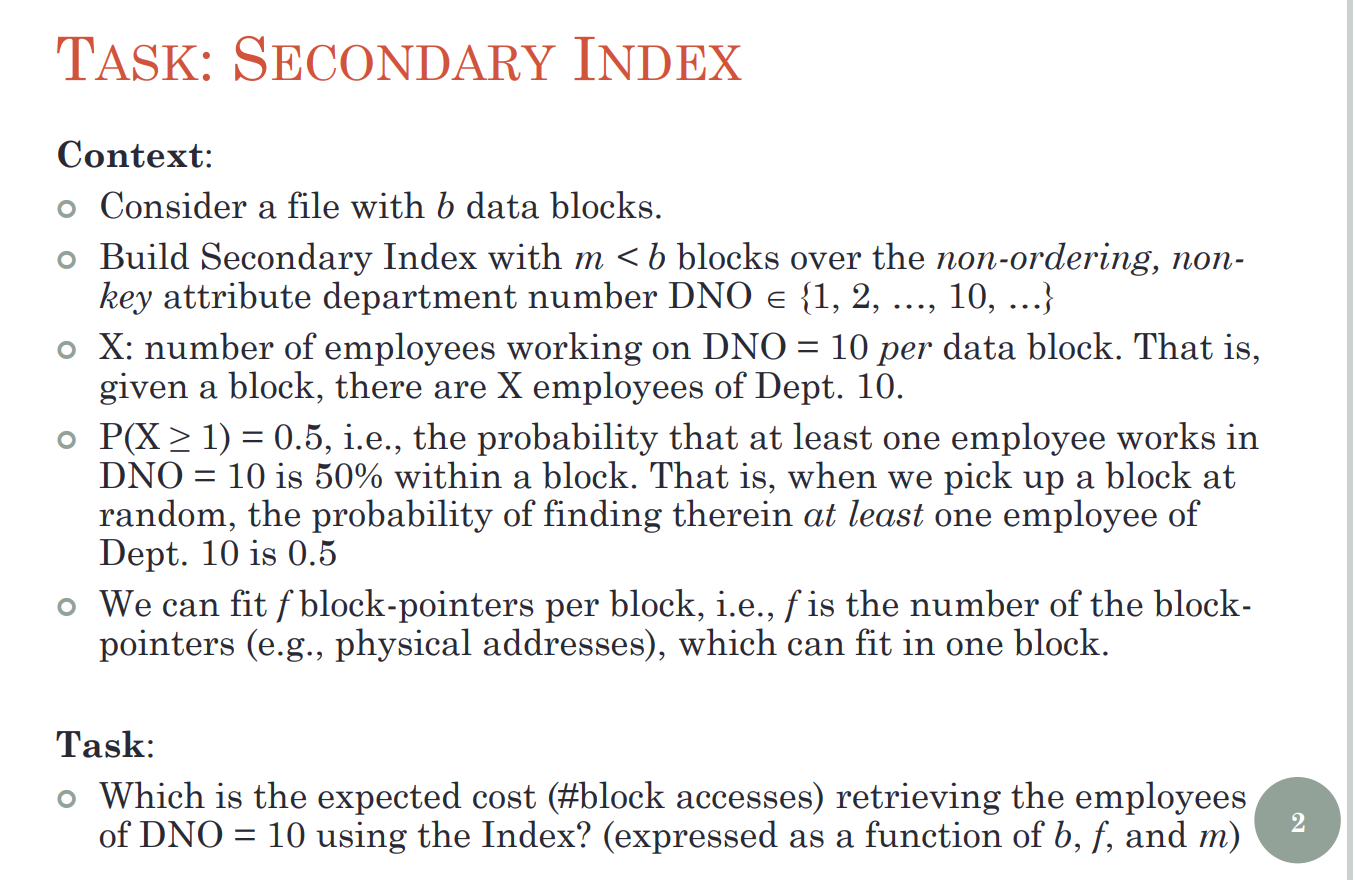 TASK: SECONDARY INDEX
Context:
Consider a file with b data blocks.
Build Secondary Index with m < b blocks over the non-ordering, non-
key attribute department number DNO ∈ {1, 2, …, 10, …}
X: number of employees working on DNO = 10 per data block. That is,
given a block, there are X employees of Dept. 10.
P(X ≥ 1) = 0.5, i.e., the probability that at least one employee works in
DNO = 10 is 50% within a block. That is, when we pick up a block at
random, the probability of finding therein at least one employee of
Dept. 10 is 0.5
We can fit f block-pointers per block, i.e., f is the number of the block-
pointers (e.g., physical addresses), which can fit in one block.
Task:
Which is the expected cost (#block accesses) retrieving the employees
of DNO = 10 using the Index? (expressed as a function of b, f, and m)
2